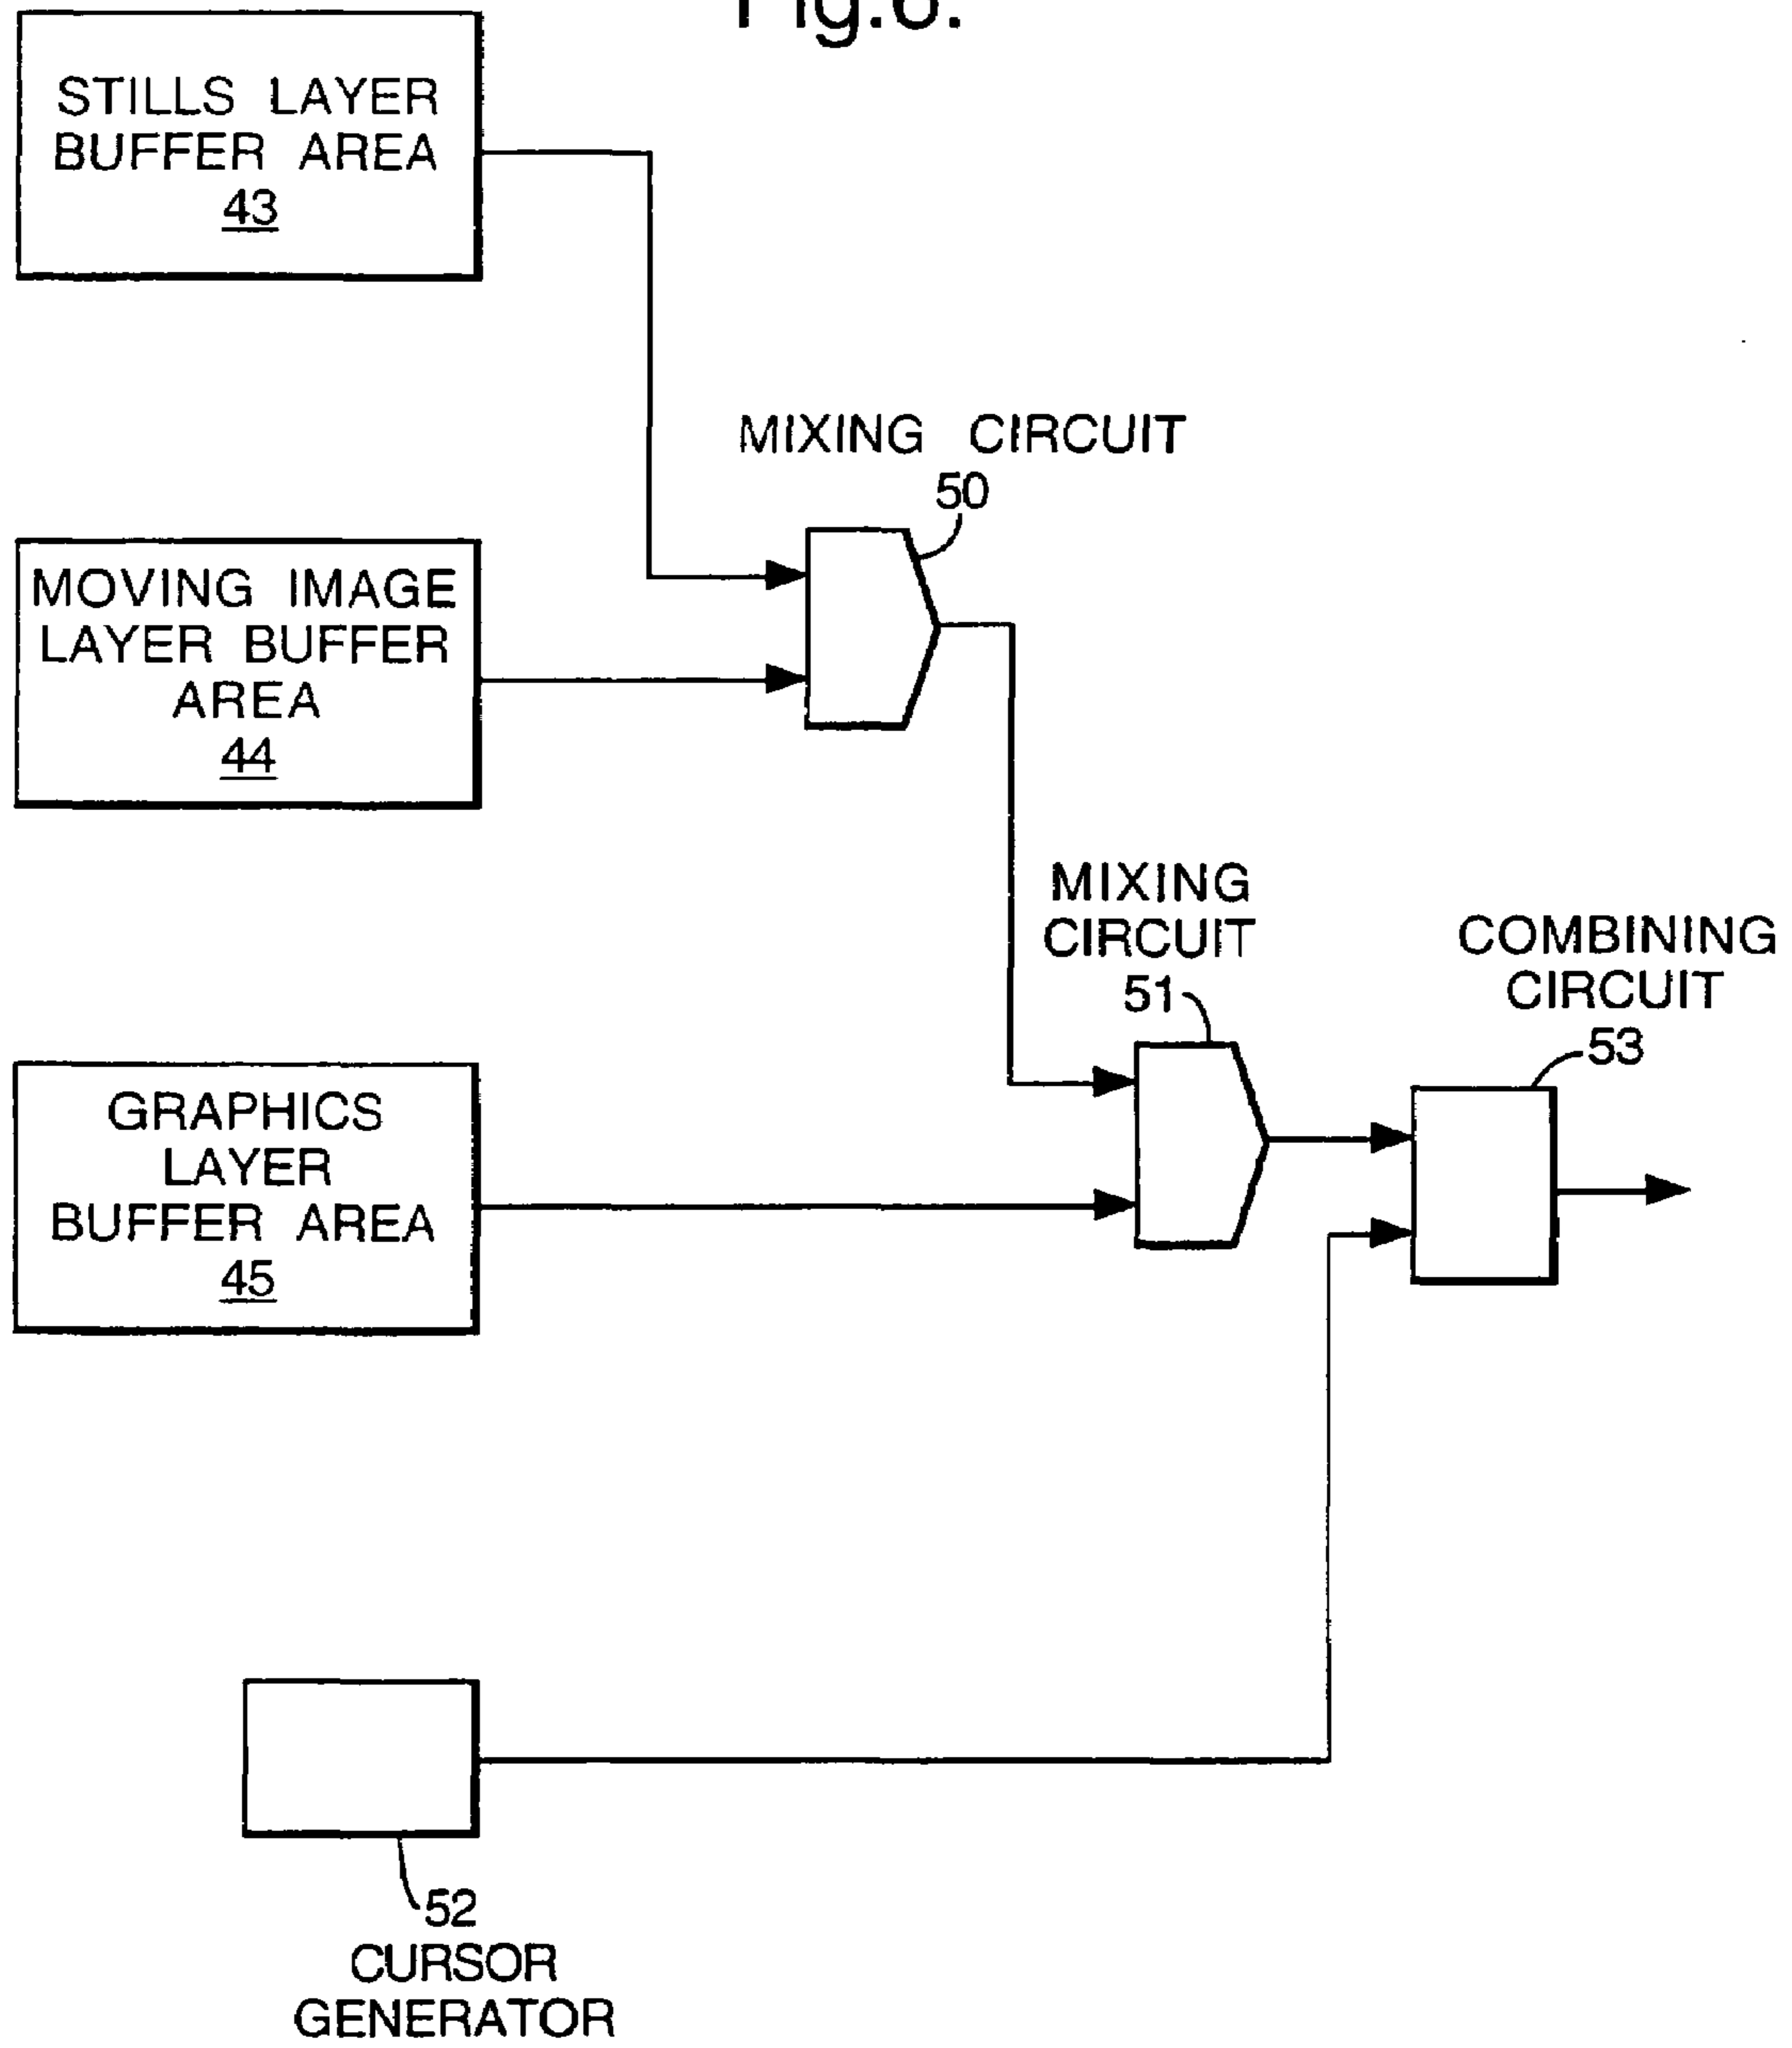 Fig.
STILLS LAYER
BUFFER AREA
43
MIXING CIRCUIT
50
MOVING IMAGE
LAYER BUFFER
AREA
44
MIXING
CIRCUIT
51
COMBINING
CIRCUIT
53
GRAPHICS
LAYER
BUFFER AREA
45
52
CURSOR
GENERATOR